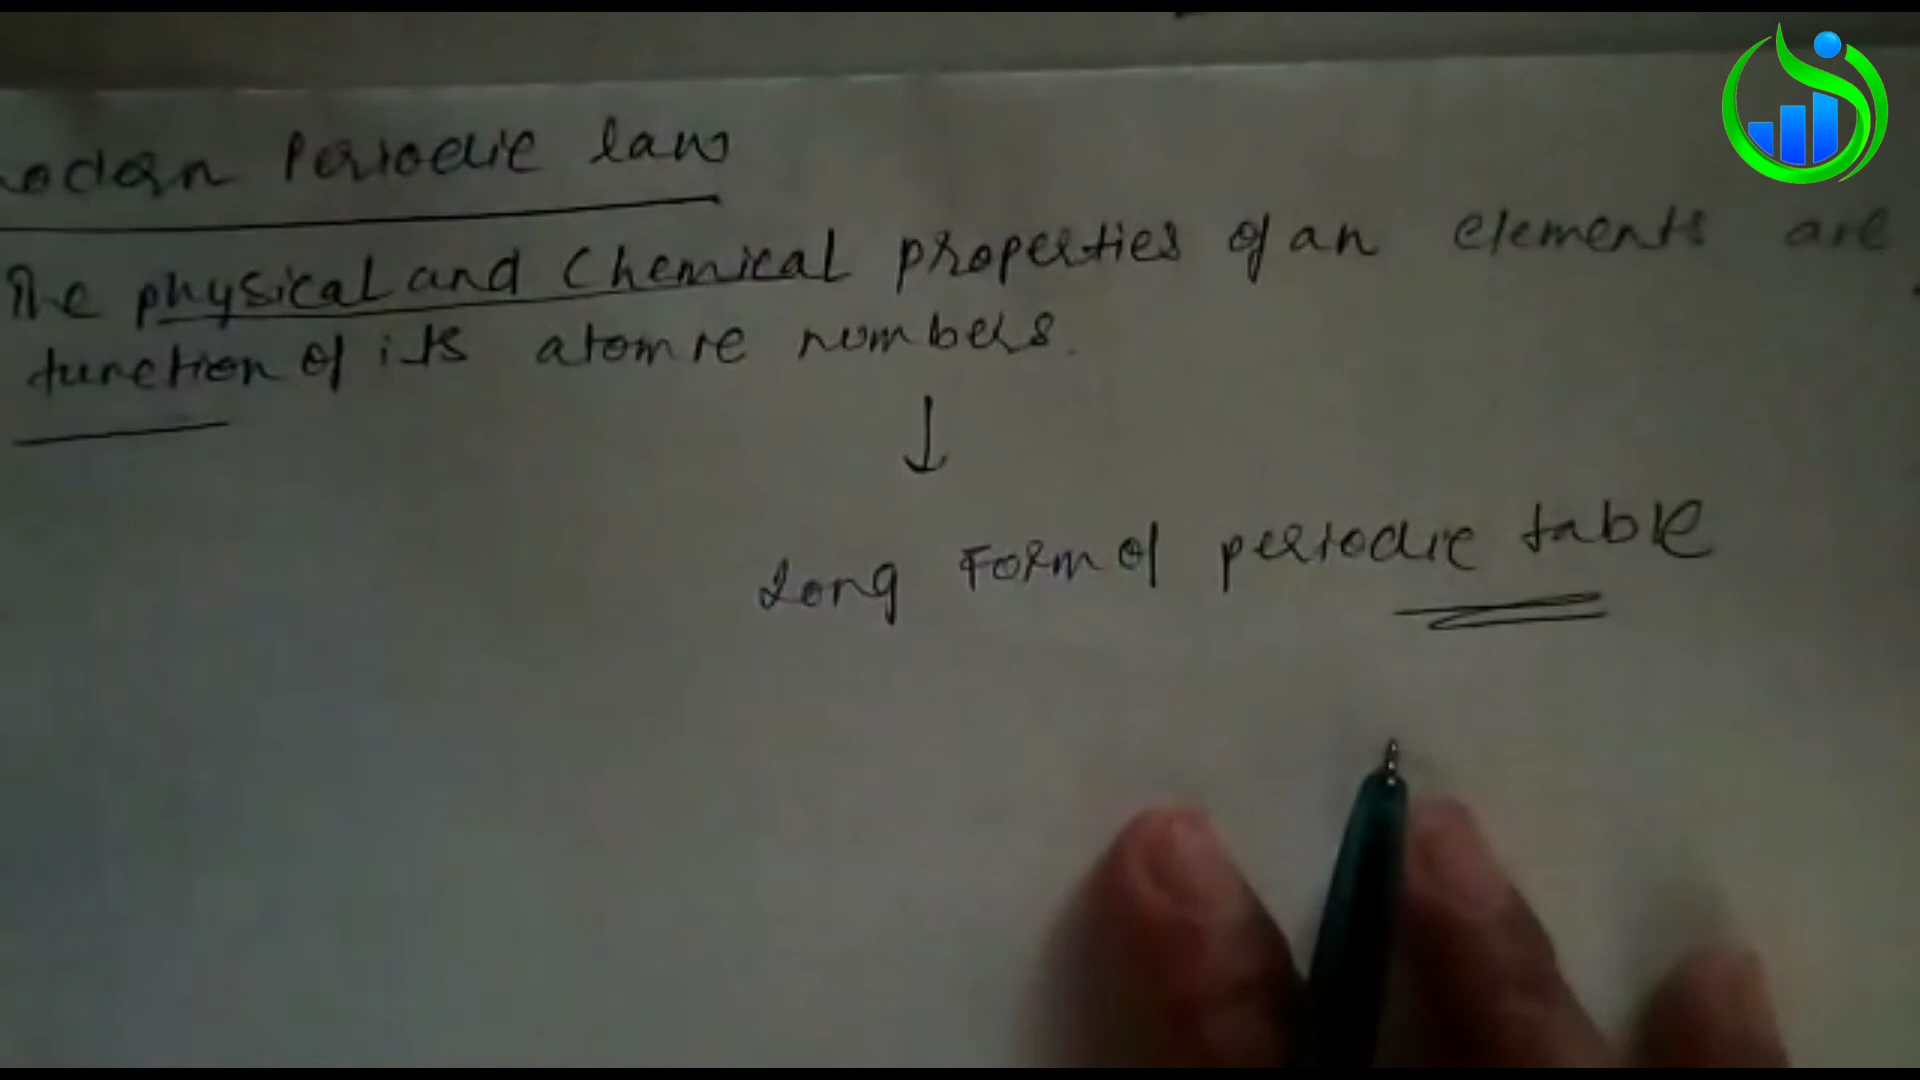 odern Periodic law
The physical and Chemical properties of an elements are
function of its atomic numbers.
↓
Long Form of periodic table